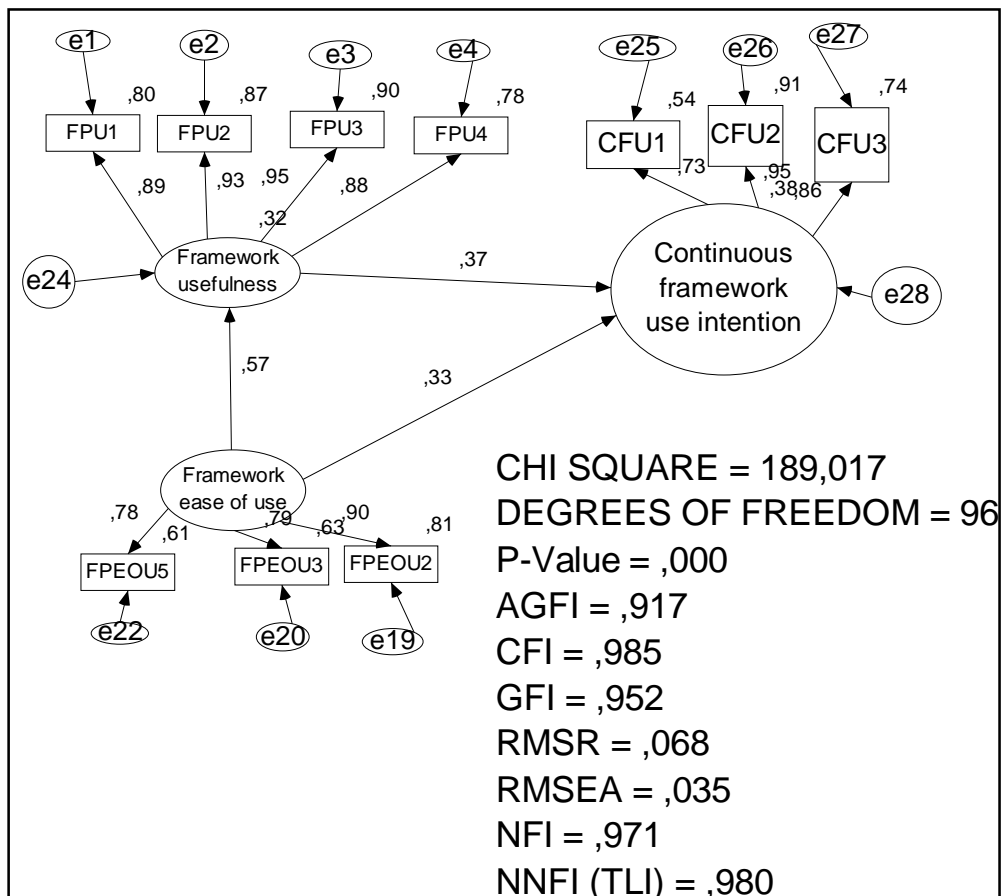 e1
e2
e3
e4
e25
e26
e27
,80
,87
,90
,78
,54
,91
,74
FPU1
FPU2
FPU3
FPU4
CFU1
CFU2
CFU3
,89
,93
,95
,88
,73
,95
,38
,86
,32
e24
Framework
usefulness
,37
Continuous
framework
use intention
e28
,57
,33
Framework
ease of use
,78
,61
,79
,63
,90
,81
FPEOU5
FPEOU3
FPEOU2
e22
e20
e19
CHI SQUARE = 189,017
DEGREES OF FREEDOM = 96
P-Value = ,000
AGFI = ,917
CFI = ,985
GFI = ,952
RMSR = ,068
RMSEA = ,035
NFI = ,971
NNFI (TLI) = ,980